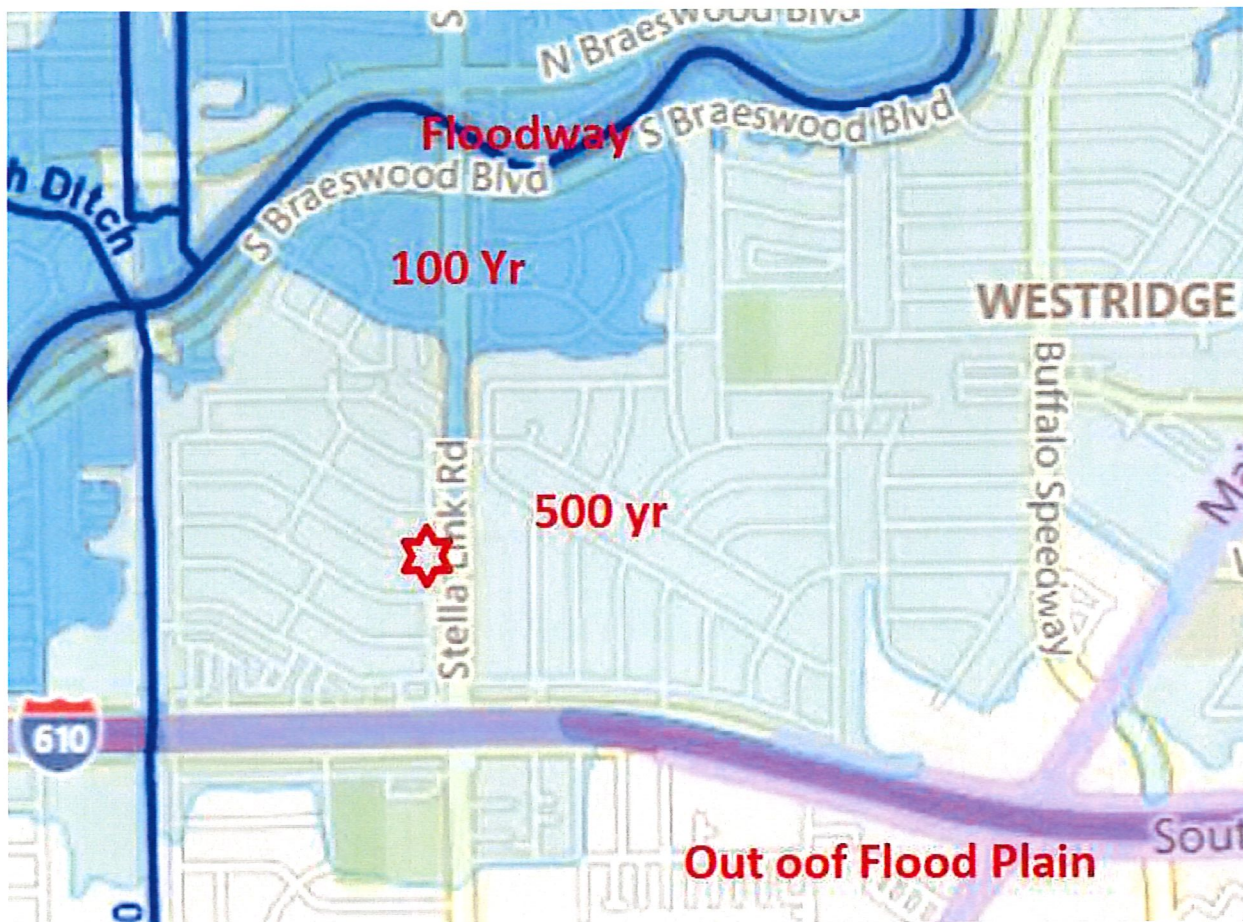 S
N Braeswood Blvd
Floodway
S Braeswood Blvd
S Braeswood Blvd
h Ditch
100 Yr
WESTRIDGE
Buffalo Speedway
Mai
Stella Link Rd
500 yr
610
Sout
Out oof Flood Plain